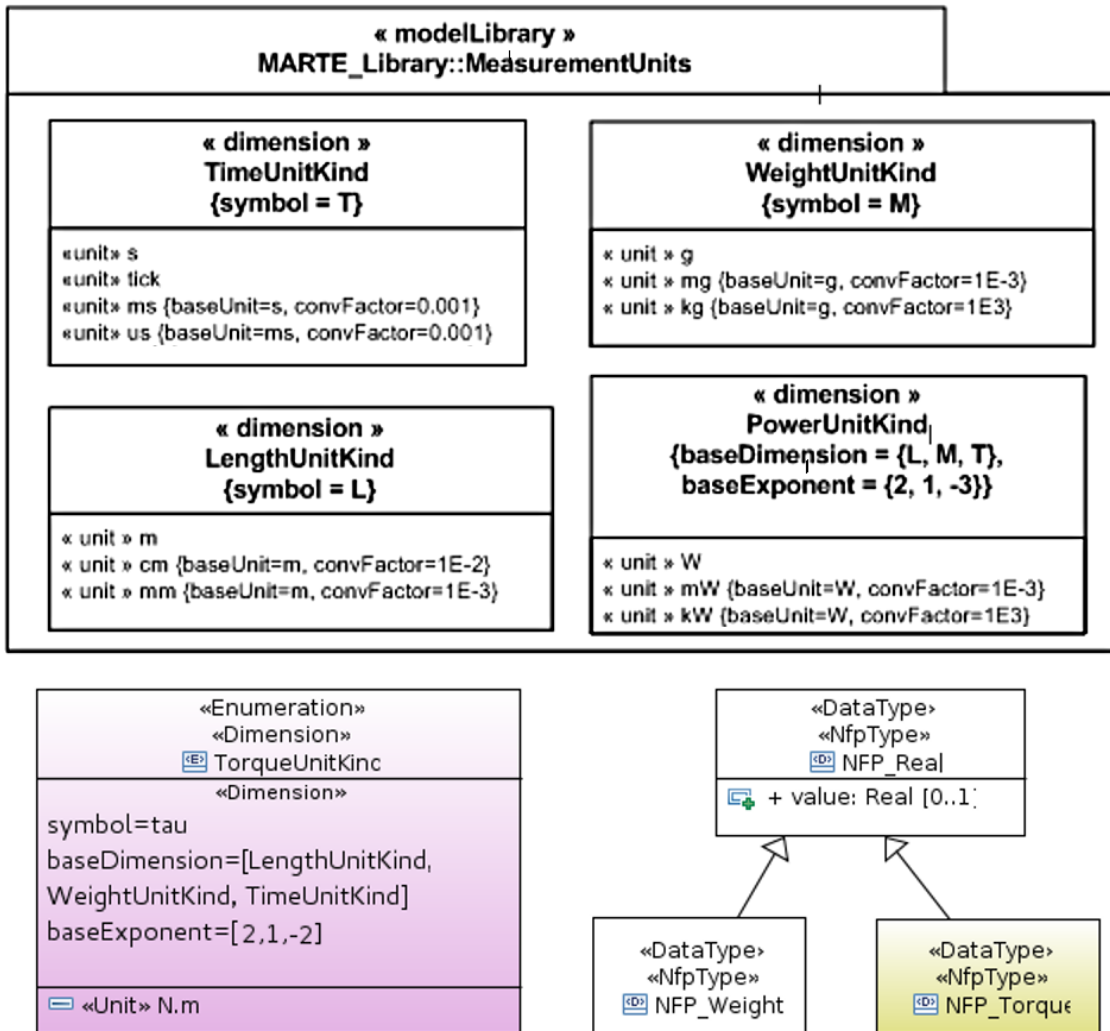 « modelLibrary »
MARTE_Library::MeasurementUnits
« dimension »
TimeUnitKind
{symbol = T}
«unit» s
«unit» tick
«unit» ms {baseUnit=s, convFactor=0.001}
«unit» us {baseUnit=ms, convFactor=0.001}
« dimension »
WeightUnitKind
{symbol = M}
« unit » g
« unit » mg {baseUnit=g, convFactor=1E-3}
« unit » kg {baseUnit=g, convFactor=1E3}
« dimension »
LengthUnitKind
{symbol = L}
« unit » m
« unit » cm {baseUnit=m, convFactor=1E-2}
« unit » mm {baseUnit=m, convFactor=1E-3}
« dimension »
PowerUnitKind
{baseDimension = {L, M, T},
baseExponent = {2, 1, -3}}
« unit » W
« unit » mW {baseUnit=W, convFactor=1E-3}
« unit » kW {baseUnit=W, convFactor=1E3}
«Enumeration»
«Dimension»
<E> TorqueUnitKinc
«Dimension»
symbol=tau
baseDimension=[LengthUnitKind,
WeightUnitKind, TimeUnitKind]
baseExponent=[2,1,-2]
«Unit» N.m
«DataType»
«NfpType»
<D> NFP_Real
+ value: Real [0..1]
«DataType»
«NfpType»
<D> NFP_Weight
«DataType»
«NfpType»
<D> NFP_Torque